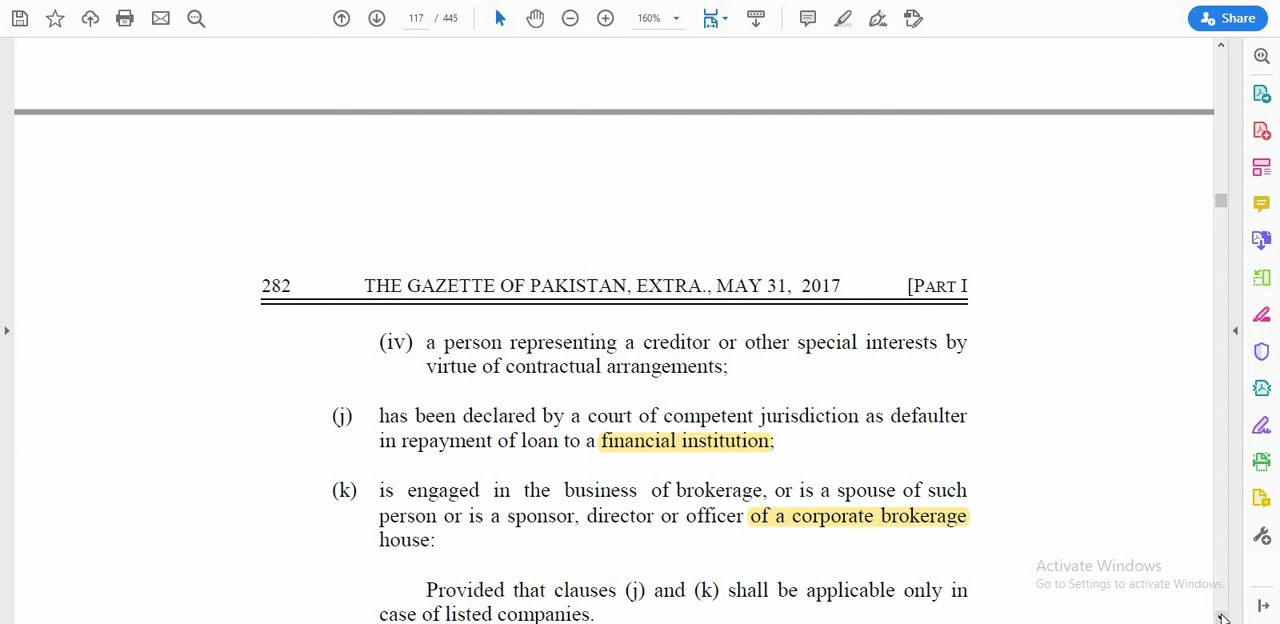 117 / 445 160% Share
282 THE GAZETTE OF PAKISTAN, EXTRA., MAY 31, 2017 [PART I
(iv) a person representing a creditor or other special interests by
virtue of contractual arrangements;
(j) has been declared by a court of competent jurisdiction as defaulter
in repayment of loan to a financial institution;
(k) is engaged in the business of brokerage, or is a spouse of such
person or is a sponsor, director or officer of a corporate brokerage
house:
Provided that clauses (j) and (k) shall be applicable only in
case of listed companies.
Activate Windows
Go to Settings to activate Windows.